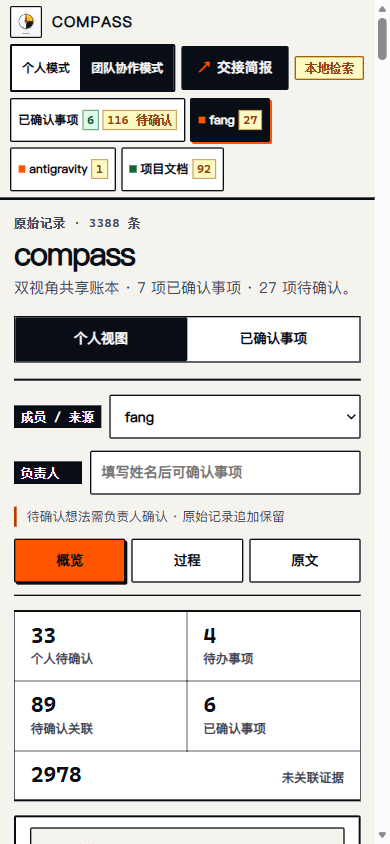 COMPASS
个人模式 团队协作模式 ↗ 交接简报 本地检索
已确认事项 6 116 待确认 fang 27
antigravity 1 项目文档 92
原始记录 · 3388 条
compass
双视角共享账本 · 7 项已确认事项 · 27 项待确认。
个人视图 已确认事项
成员 / 来源 fang
负责人 填写姓名后可确认事项
待确认想法需负责人确认 · 原始记录追加保留
概览 过程 原文
33 4
个人待确认 待办事项
89 6
待确认关联 已确认事项
2978 未关联证据